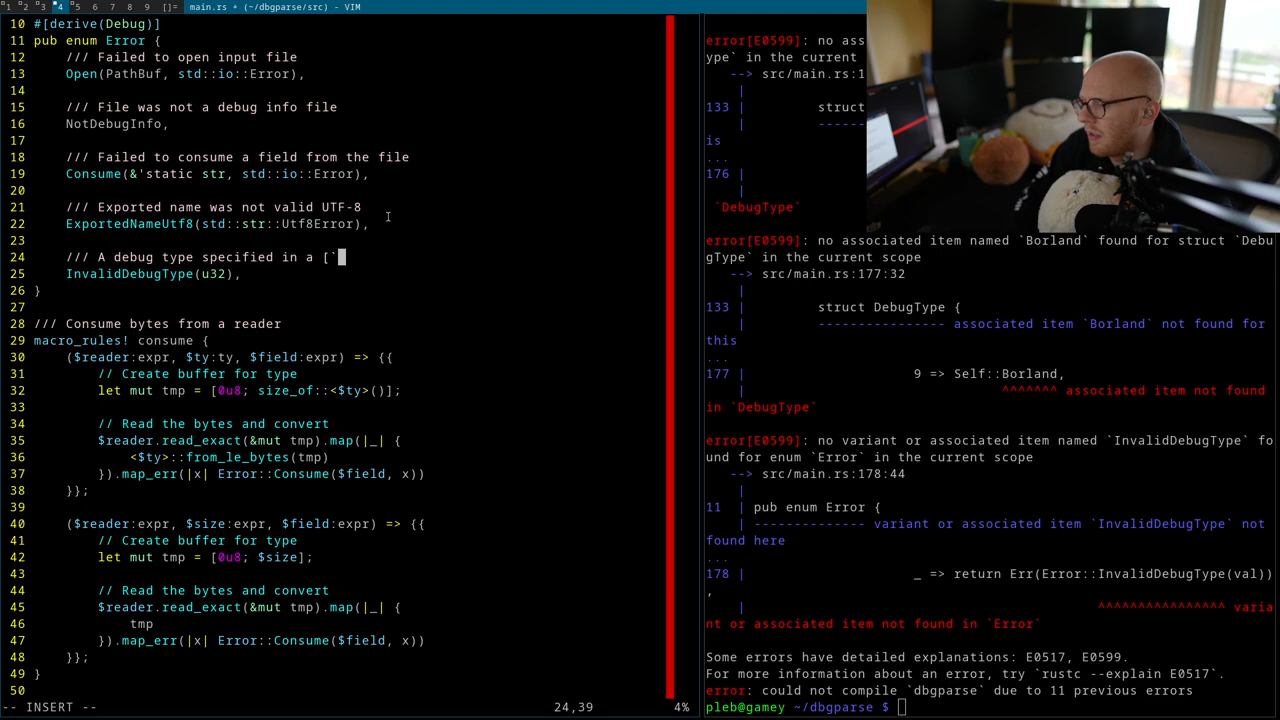 1 2 3 4 5 6 7 8 9 []= main.rs + (~/dbgparse/src) - VIM
10 #[derive(Debug)]
11 pub enum Error {
12     /// Failed to open input file
13     Open(PathBuf, std::io::Error),
14
15     /// File was not a debug info file
16     NotDebugInfo,
17
18     /// Failed to consume a field from the file
19     Consume(&'static str, std::io::Error),
20
21     /// Exported name was not valid UTF-8
22     ExportedNameUtf8(std::str::Utf8Error),
23
24     /// A debug type specified in a [`
25     InvalidDebugType(u32),
26 }
27
28 /// Consume bytes from a reader
29 macro_rules! consume {
30     ($reader:expr, $ty:ty, $field:expr) => {{
31         // Create buffer for type
32         let mut tmp = [0u8; size_of::<$ty>()];
33
34         // Read the bytes and convert
35         $reader.read_exact(&mut tmp).map(|_| {
36             <$ty>::from_le_bytes(tmp)
37         }).map_err(|x| Error::Consume($field, x))
38     }};
39
40     ($reader:expr, $size:expr, $field:expr) => {{
41         // Create buffer for type
42         let mut tmp = [0u8; $size];
43
44         // Read the bytes and convert
45         $reader.read_exact(&mut tmp).map(|_| {
46             tmp
47         }).map_err(|x| Error::Consume($field, x))
48     }};
49 }
50
-- INSERT -- 24,39 4%
error[E0599]: no ass
ype` in the current
--> src/main.rs:1
|
133 | struct
| ------
is
...
176 |
|
`DebugType`
error[E0599]: no associated item named `Borland` found for struct `Debu
gType` in the current scope
--> src/main.rs:177:32
|
133 | struct DebugType {
| ---------------- associated item `Borland` not found for
this
...
177 | 9 => Self::Borland,
| ^^^^^^^ associated item not found
in `DebugType`
error[E0599]: no variant or associated item named `InvalidDebugType` fo
und for enum `Error` in the current scope
--> src/main.rs:178:44
|
11 | pub enum Error {
| -------------- variant or associated item `InvalidDebugType` not
found here
...
178 | _ => return Err(Error::InvalidDebugType(val))
,
| ^^^^^^^^^^^^^^^^ varia
nt or associated item not found in `Error`
Some errors have detailed explanations: E0517, E0599.
For more information about an error, try `rustc --explain E0517`.
error: could not compile `dbgparse` due to 11 previous errors
pleb@gamey ~/dbgparse $